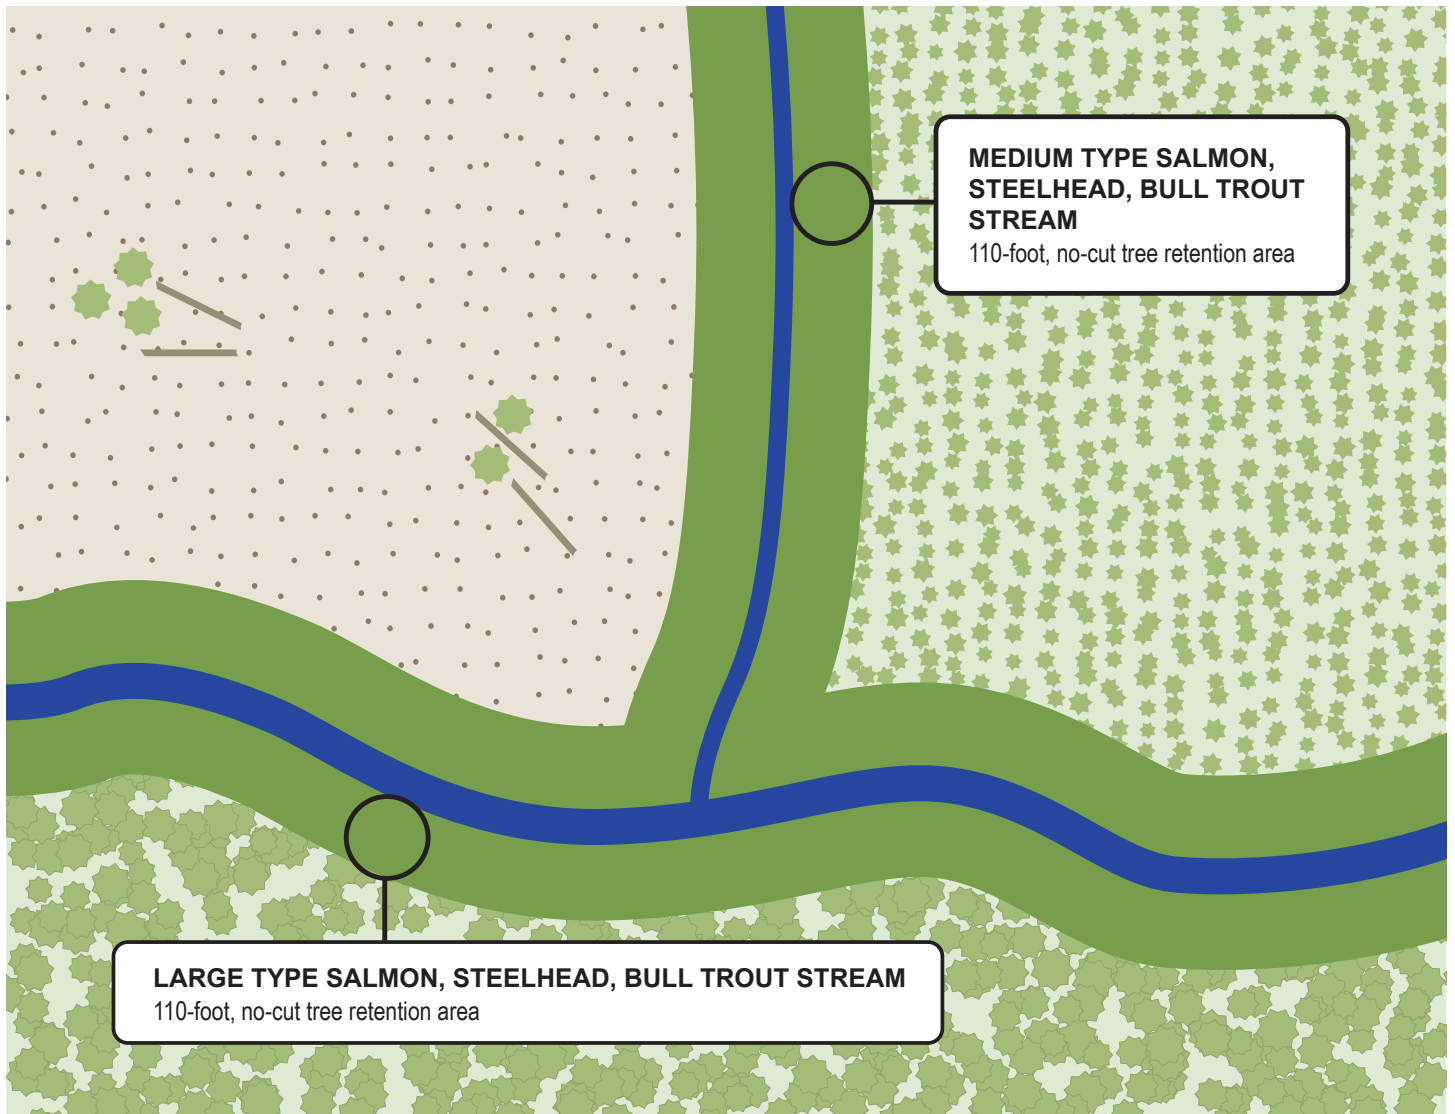 MEDIUM TYPE SALMON,
STEELHEAD, BULL TROUT
STREAM
110-foot, no-cut tree retention area
LARGE TYPE SALMON, STEELHEAD, BULL TROUT STREAM
110-foot, no-cut tree retention area